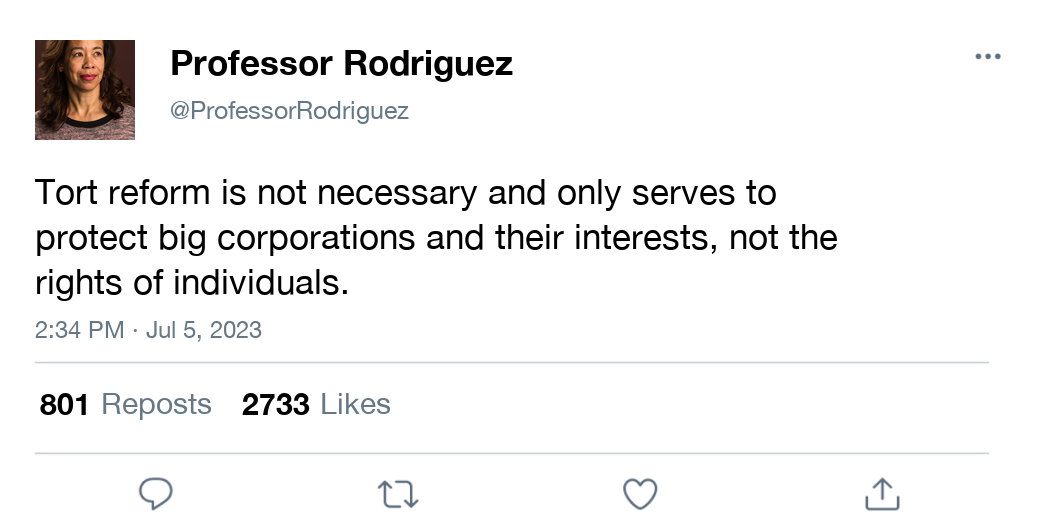 Professor Rodriguez
@ProfessorRodriguez
Tort reform is not necessary and only serves to
protect big corporations and their interests, not the
rights of individuals.
2:34 PM · Jul 5, 2023
801 Reposts 2733 Likes